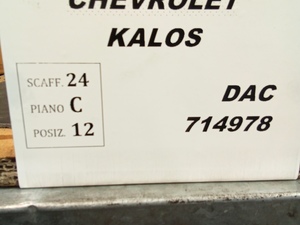 CHEVROLET
KALOS
SCAFF. 24
PIANO C
POSIZ. 12
DAC
714978